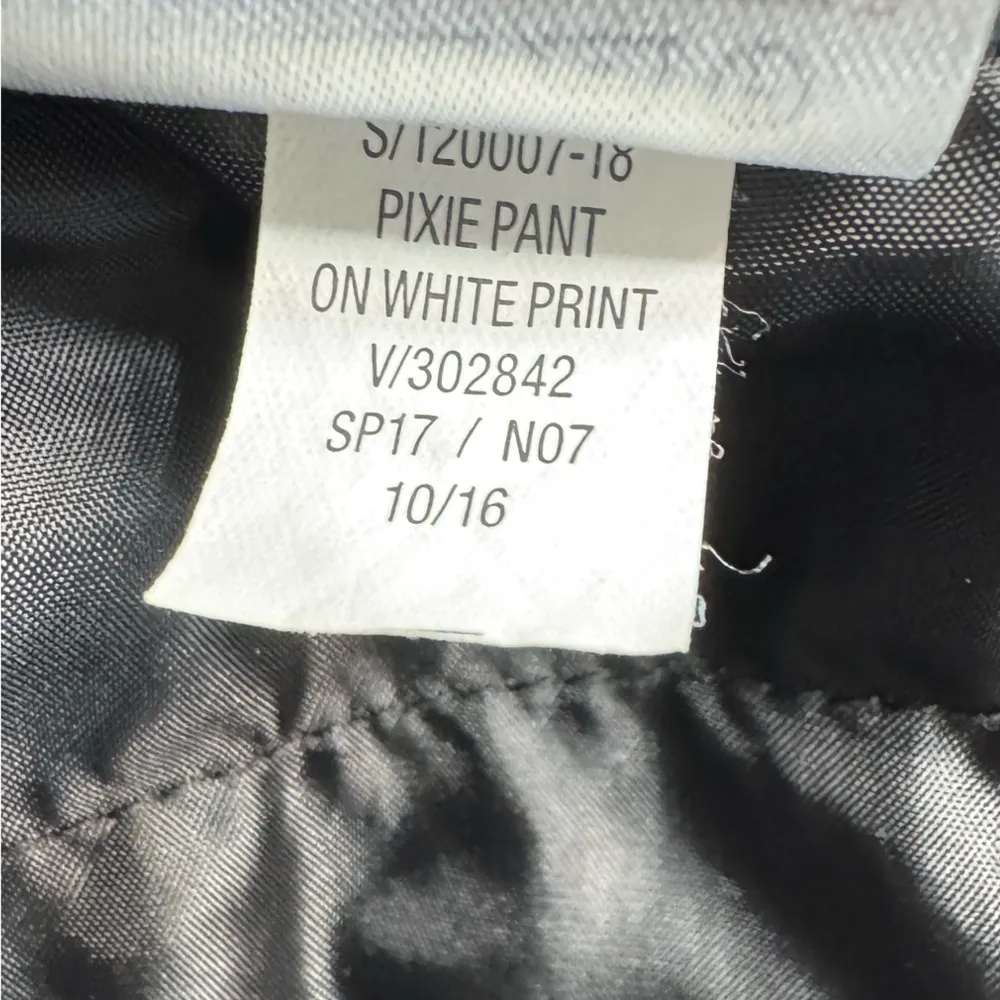 S/120007-18
PIXIE PANT
ON WHITE PRINT
V/302842
SP17 / N07
10/16